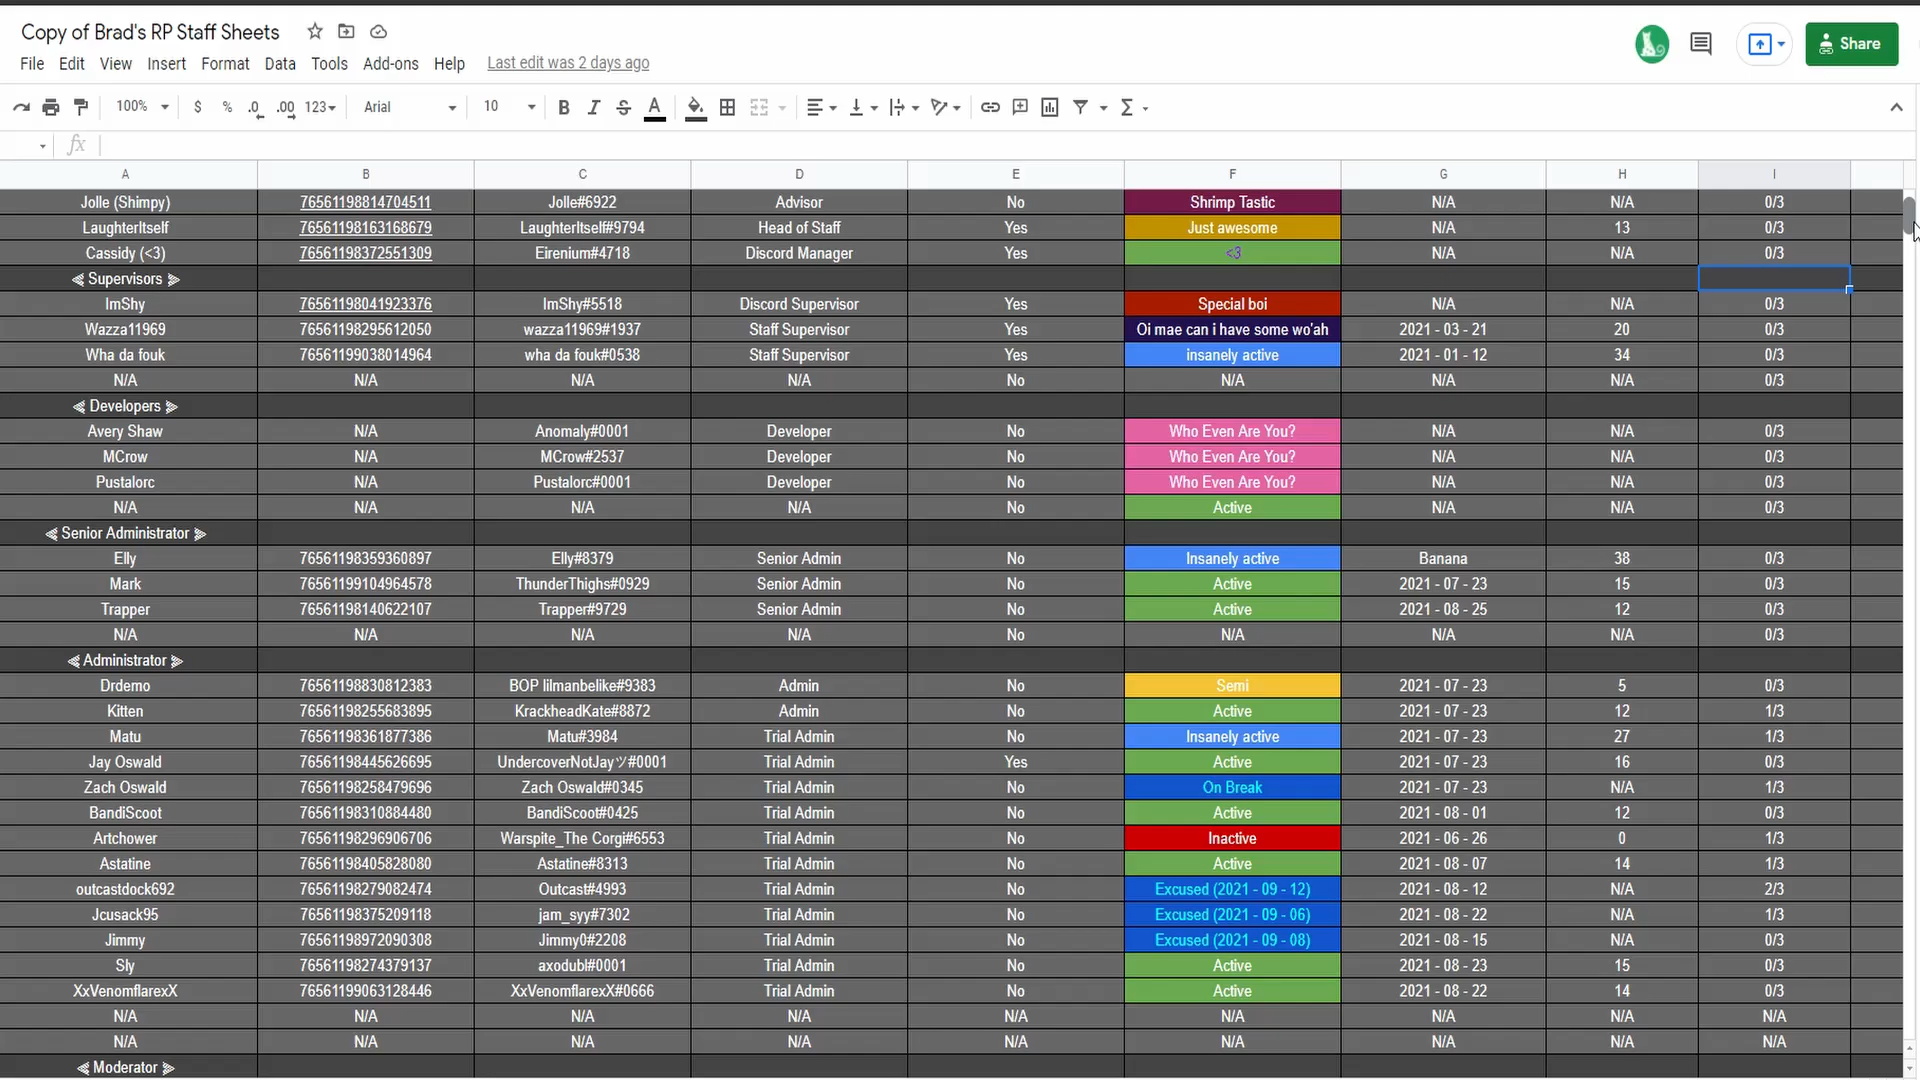 Copy of Brad's RP Staff Sheets
File Edit View Insert Format Data Tools Add-ons Help Last edit was 2 days ago
Share
100% $ % .0 .00 123 Arial 10 B I S A Σ
fx
A B C D E F G H I
Jolle (Shimpy) 76561198814704511 Jolle#6922 Advisor No Shrimp Tastic N/A N/A 0/3
LaughterItself 76561198163168679 LaughterItself#9794 Head of Staff Yes Just awesome N/A 13 0/3
Cassidy (<3) 76561198372551309 Eirenium#4718 Discord Manager Yes <3 N/A N/A 0/3
⫷ Supervisors ⫸
ImShy 76561198041923376 ImShy#5518 Discord Supervisor Yes Special boi N/A N/A 0/3
Wazza11969 76561198295612050 wazza11969#1937 Staff Supervisor Yes Oi mae can i have some wo'ah 2021 - 03 - 21 20 0/3
Wha da fouk 76561199038014964 wha da fouk#0538 Staff Supervisor Yes insanely active 2021 - 01 - 12 34 0/3
N/A N/A N/A N/A No N/A N/A N/A 0/3
⫷ Developers ⫸
Avery Shaw N/A Anomaly#0001 Developer No Who Even Are You? N/A N/A 0/3
MCrow N/A MCrow#2537 Developer No Who Even Are You? N/A N/A 0/3
Pustalorc N/A Pustalorc#0001 Developer No Who Even Are You? N/A N/A 0/3
N/A N/A N/A N/A No Active N/A N/A 0/3
⫷ Senior Administrator ⫸
Elly 76561198359360897 Elly#8379 Senior Admin No Insanely active Banana 38 0/3
Mark 76561199104964578 ThunderThighs#0929 Senior Admin No Active 2021 - 07 - 23 15 0/3
Trapper 76561198140622107 Trapper#9729 Senior Admin No Active 2021 - 08 - 25 12 0/3
N/A N/A N/A N/A No N/A N/A N/A 0/3
⫷ Administrator ⫸
Drdemo 76561198830812383 BOP lilmanbelike#9383 Admin No Semi 2021 - 07 - 23 5 0/3
Kitten 76561198255683895 KrackheadKate#8872 Admin No Active 2021 - 07 - 23 12 1/3
Matu 76561198361877386 Matu#3984 Trial Admin No Insanely active 2021 - 07 - 23 27 1/3
Jay Oswald 76561198445626695 UndercoverNotJayツ#0001 Trial Admin Yes Active 2021 - 07 - 23 16 0/3
Zach Oswald 76561198258479696 Zach Oswald#0345 Trial Admin No On Break 2021 - 07 - 23 N/A 1/3
BandiScoot 76561198310884480 BandiScoot#0425 Trial Admin No Active 2021 - 08 - 01 12 0/3
Artchower 76561198296906706 Warspite_The Corgi#6553 Trial Admin No Inactive 2021 - 06 - 26 0 1/3
Astatine 76561198405828080 Astatine#8313 Trial Admin No Active 2021 - 08 - 07 14 1/3
outcastdock692 76561198279082474 Outcast#4993 Trial Admin No Excused (2021 - 09 - 12) 2021 - 08 - 12 N/A 2/3
Jcusack95 76561198375209118 jam_syy#7302 Trial Admin No Excused (2021 - 09 - 06) 2021 - 08 - 22 N/A 1/3
Jimmy 76561198972090308 Jimmy0#2208 Trial Admin No Excused (2021 - 09 - 08) 2021 - 08 - 15 N/A 0/3
Sly 76561198274379137 axodubl#0001 Trial Admin No Active 2021 - 08 - 23 15 0/3
XxVenomflarexX 76561199063128446 XxVenomflarexX#0666 Trial Admin No Active 2021 - 08 - 22 14 0/3
N/A N/A N/A N/A N/A N/A N/A N/A N/A
N/A N/A N/A N/A N/A N/A N/A N/A N/A
⫷ Moderator ⫸